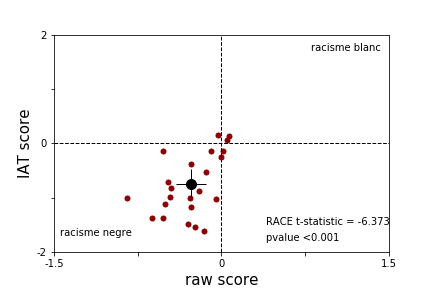 2
racisme blanc
IAT score
0
RACE t-statistic = -6.373
racisme negre
pvalue <0.001
-2
-1.5
0
1.5
raw score